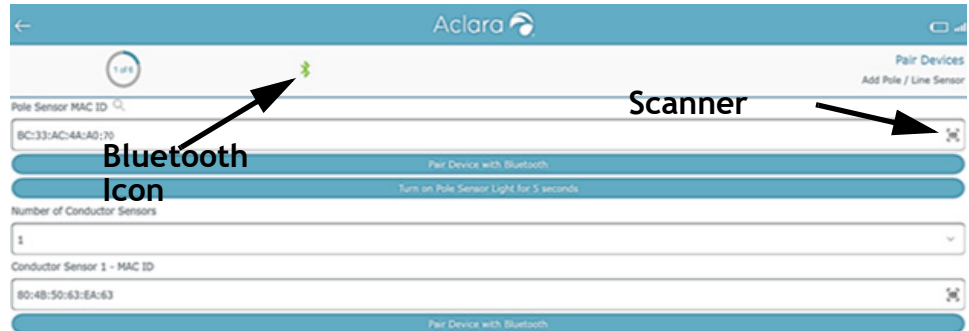 Aclara
1 of 6
Pair Devices
Add Pole / Line Sensor
Pole Sensor MAC ID
Scanner
BC:33:AC:4A:A0:70
Bluetooth
Icon
Pair Device with Bluetooth
Turn on Pole Sensor Light for 5 seconds
Number of Conductor Sensors
1
Conductor Sensor 1 - MAC ID
80:4B:50:63:EA:63
Pair Device with Bluetooth